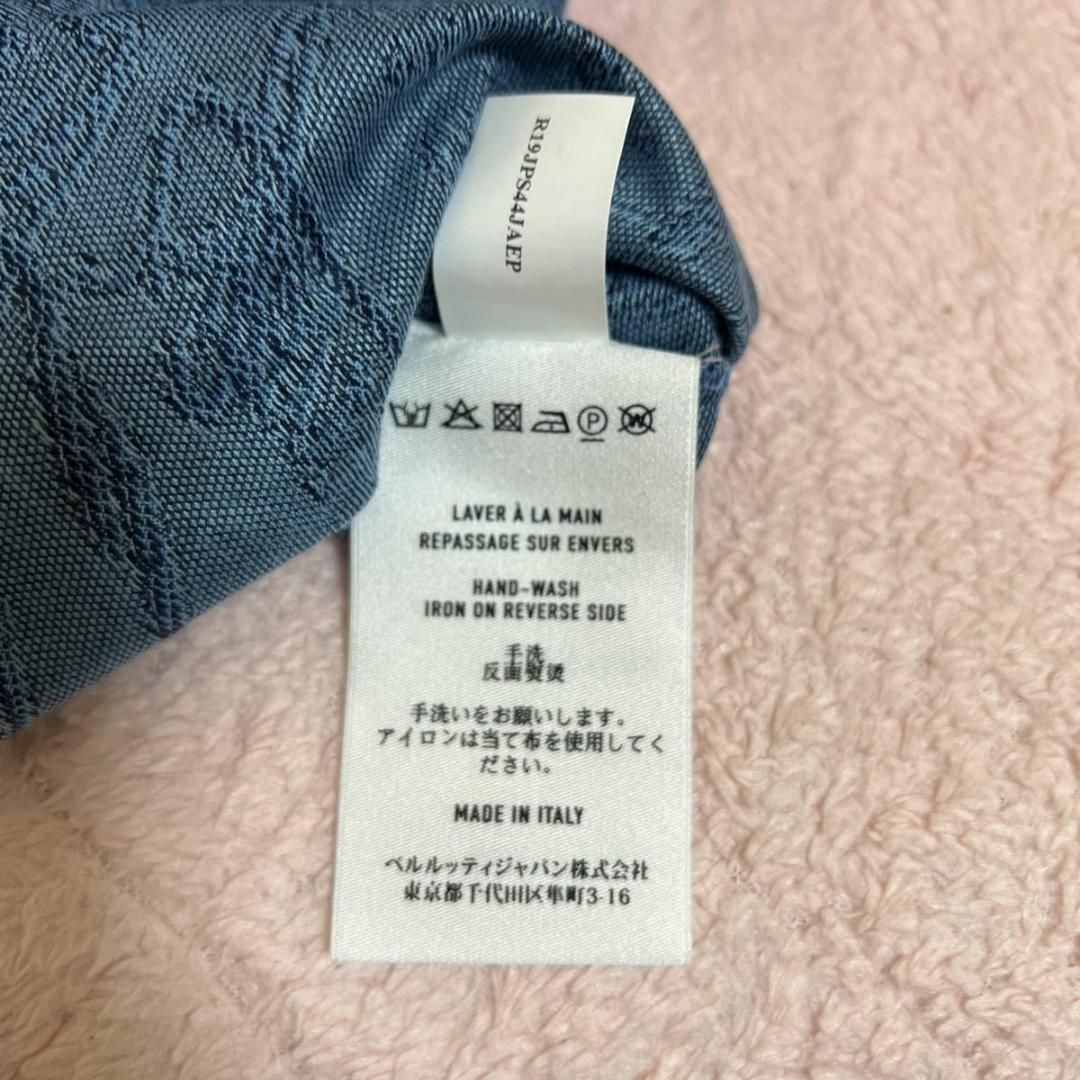 R19JPS44JAEP
P
W
LAVER À LA MAIN
REPASSAGE SUR ENVERS
HAND-WASH
IRON ON REVERSE SIDE
手洗
反面熨烫
手洗いをお願いします。
アイロンは当て布を使用してく
ださい。
MADE IN ITALY
ベルルッティジャパン株式会社
東京都千代田区隼町3-16